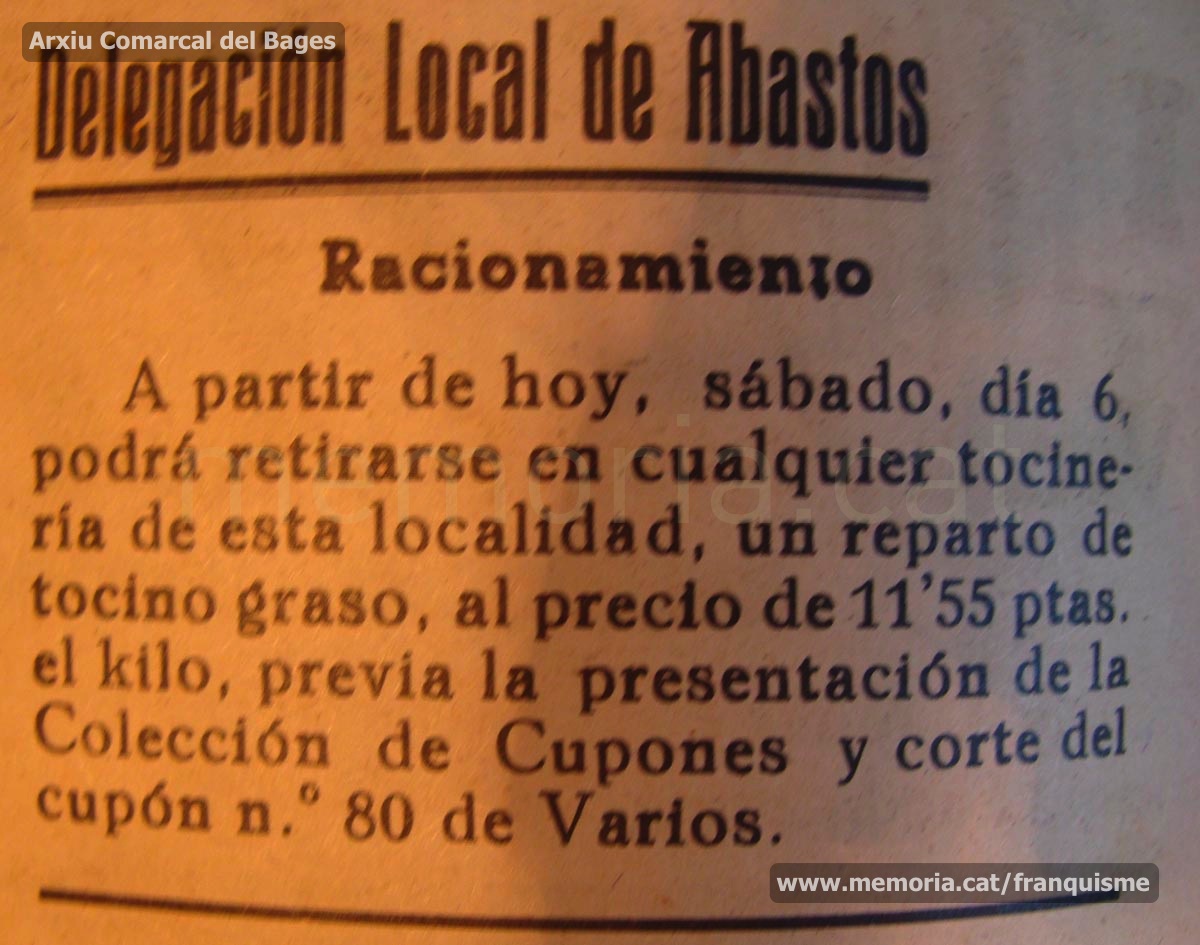 Arxiu Comarcal del Bages
Delegación Local de Abastos
Racionamiento
A partir de hoy, sábado, día 6,
podrá retirarse en cualquier tocine-
ría de esta localidad, un reparto de
tocino graso, al precio de 11'55 ptas.
el kilo, previa la presentación de la
Colección de Cupones y corte del
cupón n.º 80 de Varios.
memoria.cat
www.memoria.cat/franquisme